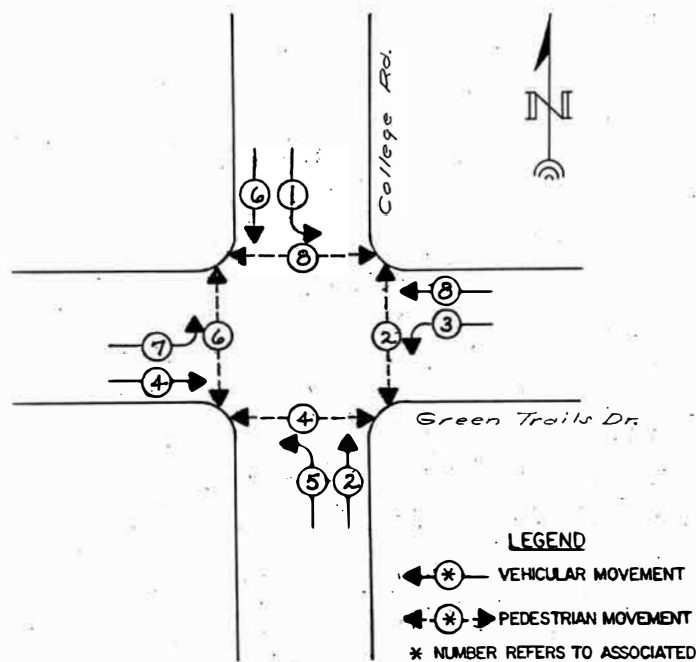 College Rd.
N
6
1
8
8
7
6
2
3
4
4
Green Trails Dr.
5
2
LEGEND
* VEHICULAR MOVEMENT
* PEDESTRIAN MOVEMENT
* NUMBER REFERS TO ASSOCIATED